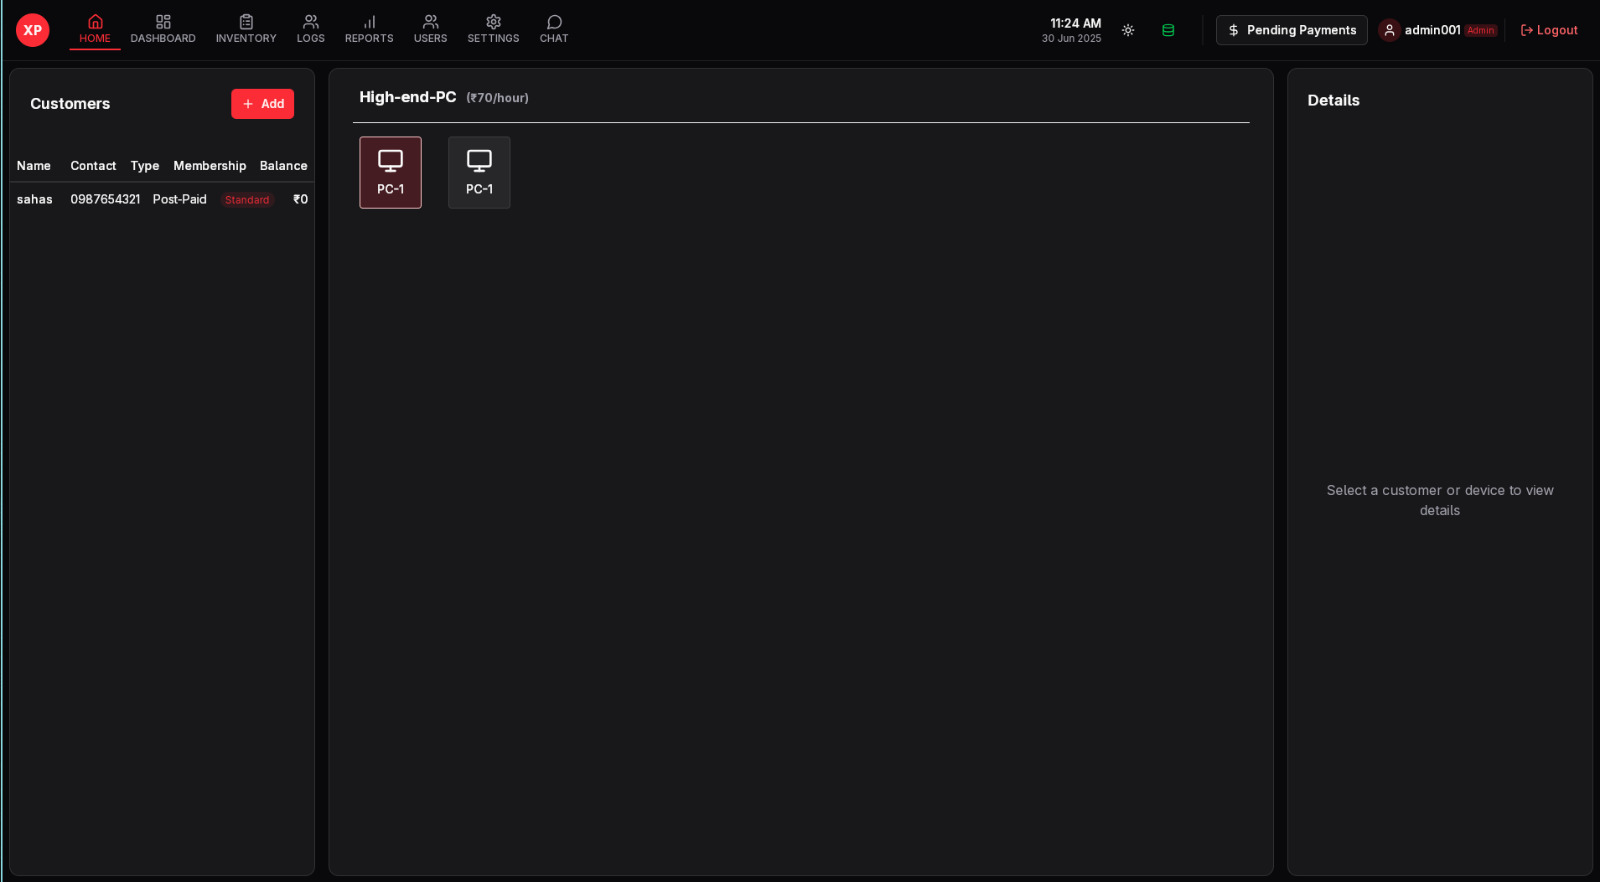 XP
HOME
DASHBOARD
INVENTORY
LOGS
REPORTS
USERS
SETTINGS
CHAT
11:24 AM
30 Jun 2025
Pending Payments
admin001 Admin
Logout
Customers
Add
Name Contact Type Membership Balance
sahas 0987654321 Post-Paid Standard ₹0
High-end-PC (₹70/hour)
PC-1
PC-1
Details
Select a customer or device to view
details